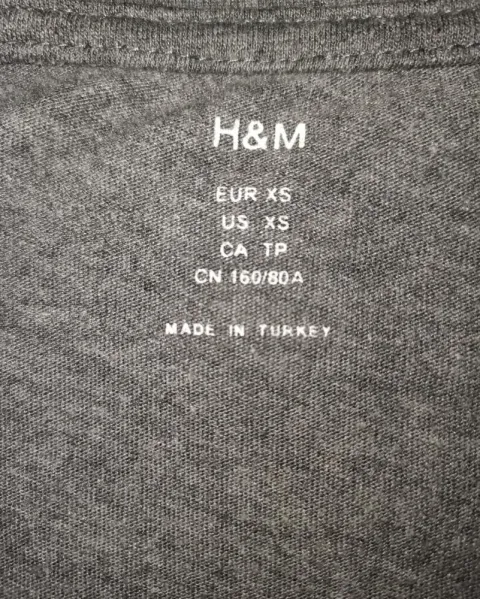 H&M
EUR XS
US XS
CA TP
CN 160/80A
MADE IN TURKEY